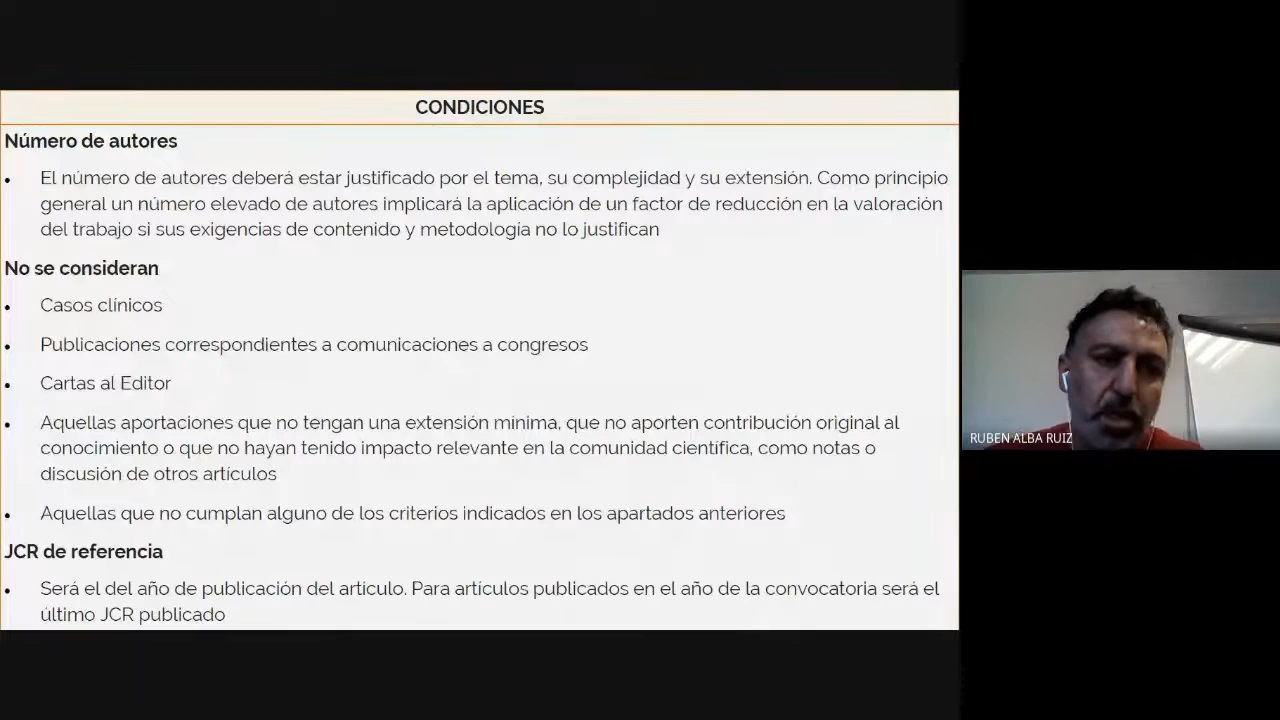 CONDICIONES
Número de autores
• El número de autores deberá estar justificado por el tema, su complejidad y su extensión. Como principio
general un número elevado de autores implicará la aplicación de un factor de reducción en la valoración
del trabajo si sus exigencias de contenido y metodología no lo justifican
No se consideran
• Casos clínicos
• Publicaciones correspondientes a comunicaciones a congresos
• Cartas al Editor
• Aquellas aportaciones que no tengan una extensión mínima, que no aporten contribución original al
conocimiento o que no hayan tenido impacto relevante en la comunidad científica, como notas o
discusión de otros artículos
• Aquellas que no cumplan alguno de los criterios indicados en los apartados anteriores
JCR de referencia
• Será el del año de publicación del artículo. Para artículos publicados en el año de la convocatoria será el
último JCR publicado
RUBEN ALBA RUIZ